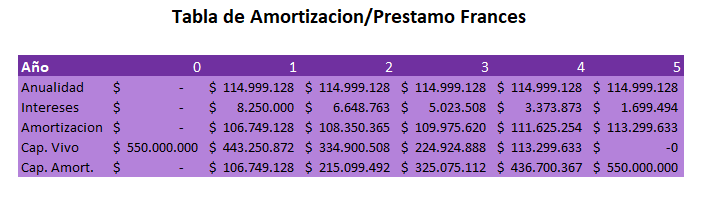 Tabla de Amortizacion/Prestamo Frances
Año 0 1 2 3 4 5
Anualidad $ - $ 114.999.128 $ 114.999.128 $ 114.999.128 $ 114.999.128 $ 114.999.128
Intereses $ - $ 8.250.000 $ 6.648.763 $ 5.023.508 $ 3.373.873 $ 1.699.494
Amortizacion $ - $ 106.749.128 $ 108.350.365 $ 109.975.620 $ 111.625.254 $ 113.299.633
Cap. Vivo $ 550.000.000 $ 443.250.872 $ 334.900.508 $ 224.924.888 $ 113.299.633 $ -0
Cap. Amort. $ - $ 106.749.128 $ 215.099.492 $ 325.075.112 $ 436.700.367 $ 550.000.000